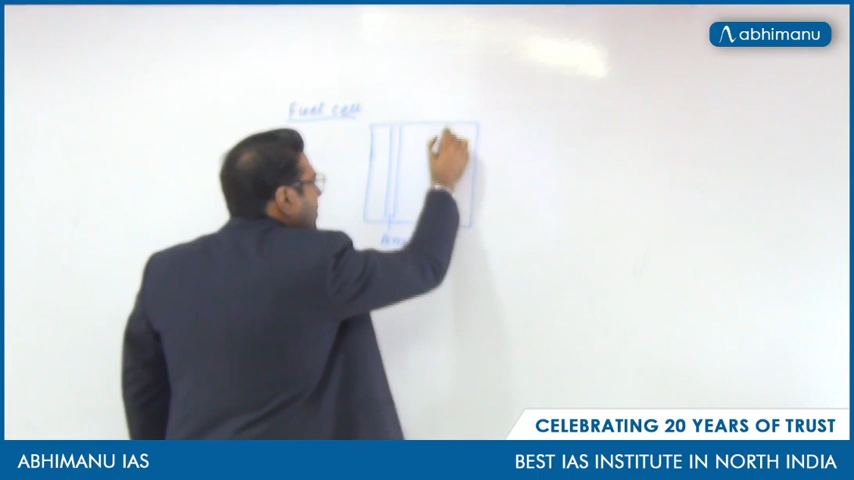 abhimanu
Fuel cell
CELEBRATING 20 YEARS OF TRUST
ABHIMANU IAS
BEST IAS INSTITUTE IN NORTH INDIA